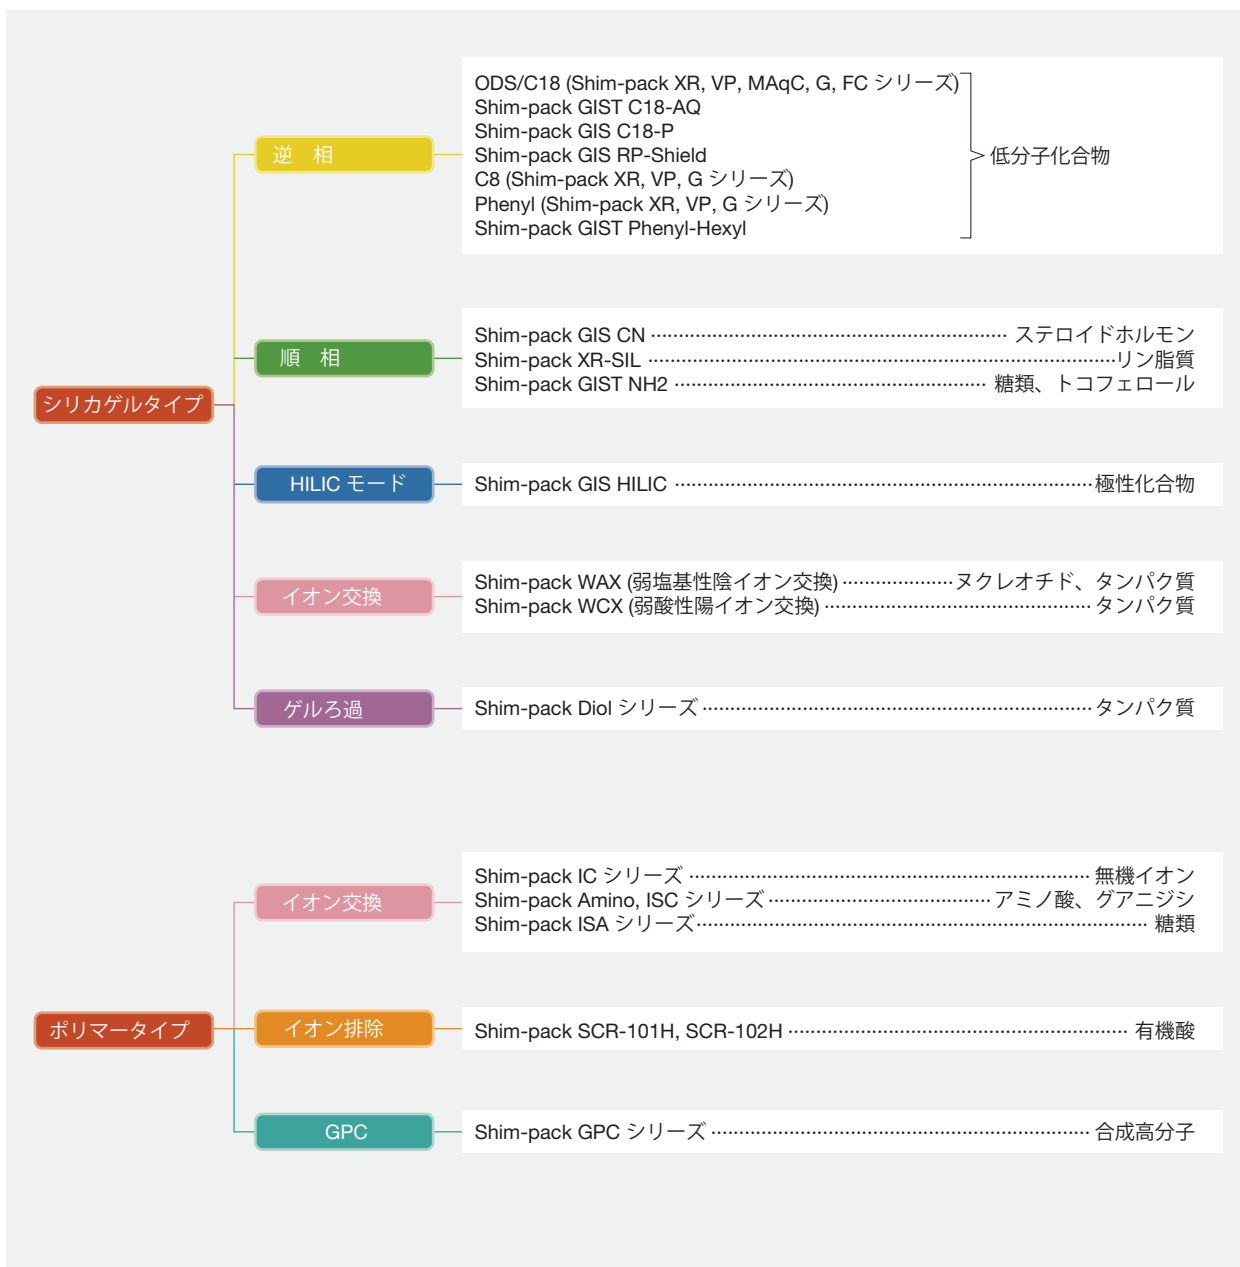 シリカゲルタイプ
逆 相
ODS/C18 (Shim-pack XR, VP, MAqC, G, FC シリーズ)
Shim-pack GIST C18-AQ
Shim-pack GIS C18-P
Shim-pack GIS RP-Shield
C8 (Shim-pack XR, VP, G シリーズ)
Phenyl (Shim-pack XR, VP, G シリーズ)
Shim-pack GIST Phenyl-Hexyl
低分子化合物
順 相
Shim-pack GIS CN ………… ステロイドホルモン
Shim-pack XR-SIL ………… リン脂質
Shim-pack GIST NH2 ………… 糖類、トコフェロール
HILIC モード
Shim-pack GIS HILIC ………… 極性化合物
イオン交換
Shim-pack WAX (弱塩基性陰イオン交換) ………… ヌクレオチド、タンパク質
Shim-pack WCX (弱酸性陽イオン交換) ………… タンパク質
ゲルろ過
Shim-pack Diol シリーズ ………… タンパク質
ポリマータイプ
イオン交換
Shim-pack IC シリーズ ………… 無機イオン
Shim-pack Amino, ISC シリーズ ………… アミノ酸、グアニジシ
Shim-pack ISA シリーズ ………… 糖類
イオン排除
Shim-pack SCR-101H, SCR-102H ………… 有機酸
GPC
Shim-pack GPC シリーズ ………… 合成高分子